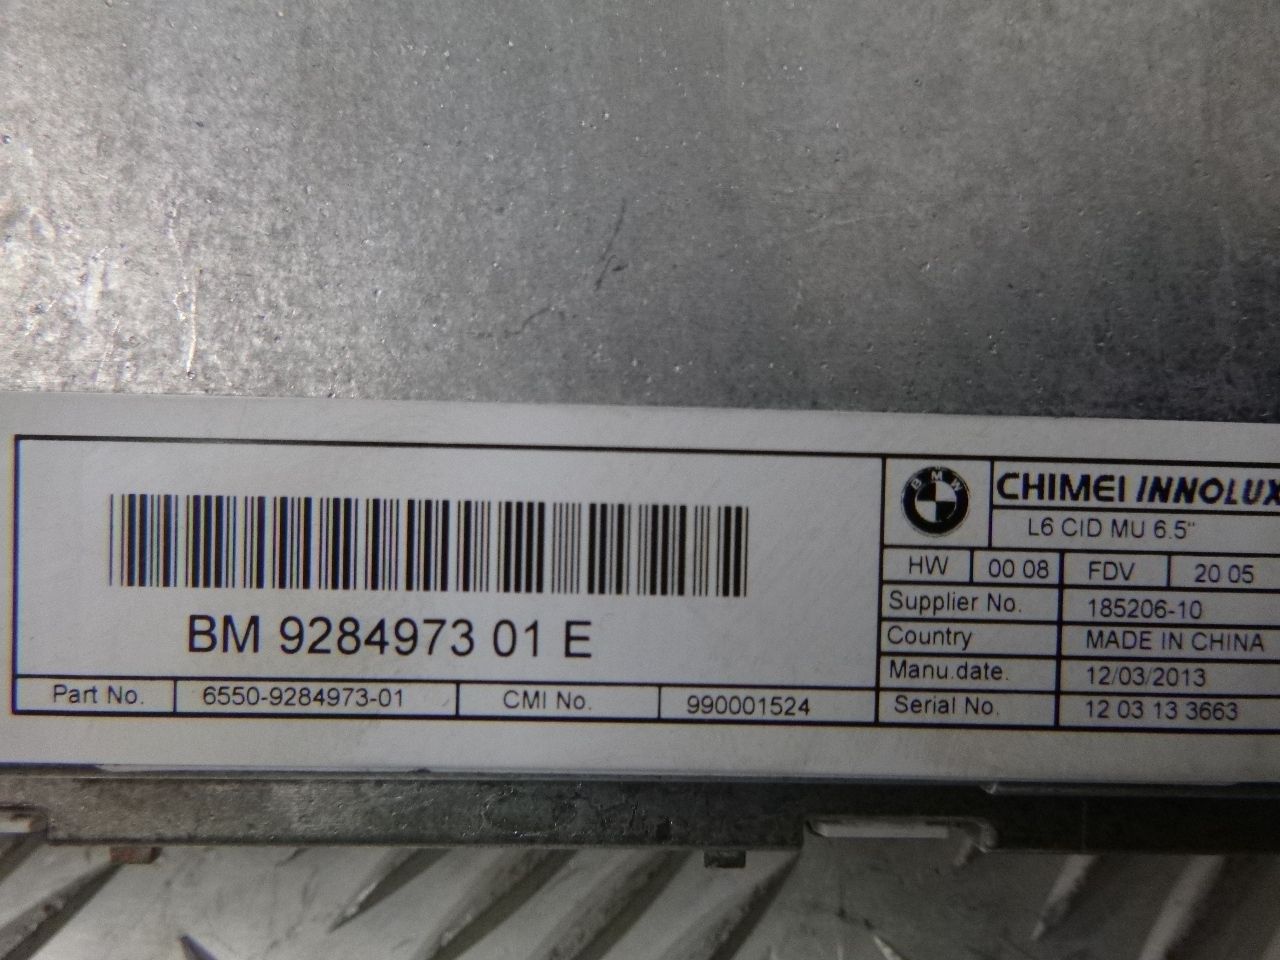 BM 9284973 01 E
Part No. 6550-9284973-01 CMI No. 990001524
BMW
CHIMEI INNOLUX
L6 CID MU 6.5"
HW 00 08 FDV 20 05
Supplier No. 185206-10
Country MADE IN CHINA
Manu.date. 12/03/2013
Serial No. 12 03 13 3663